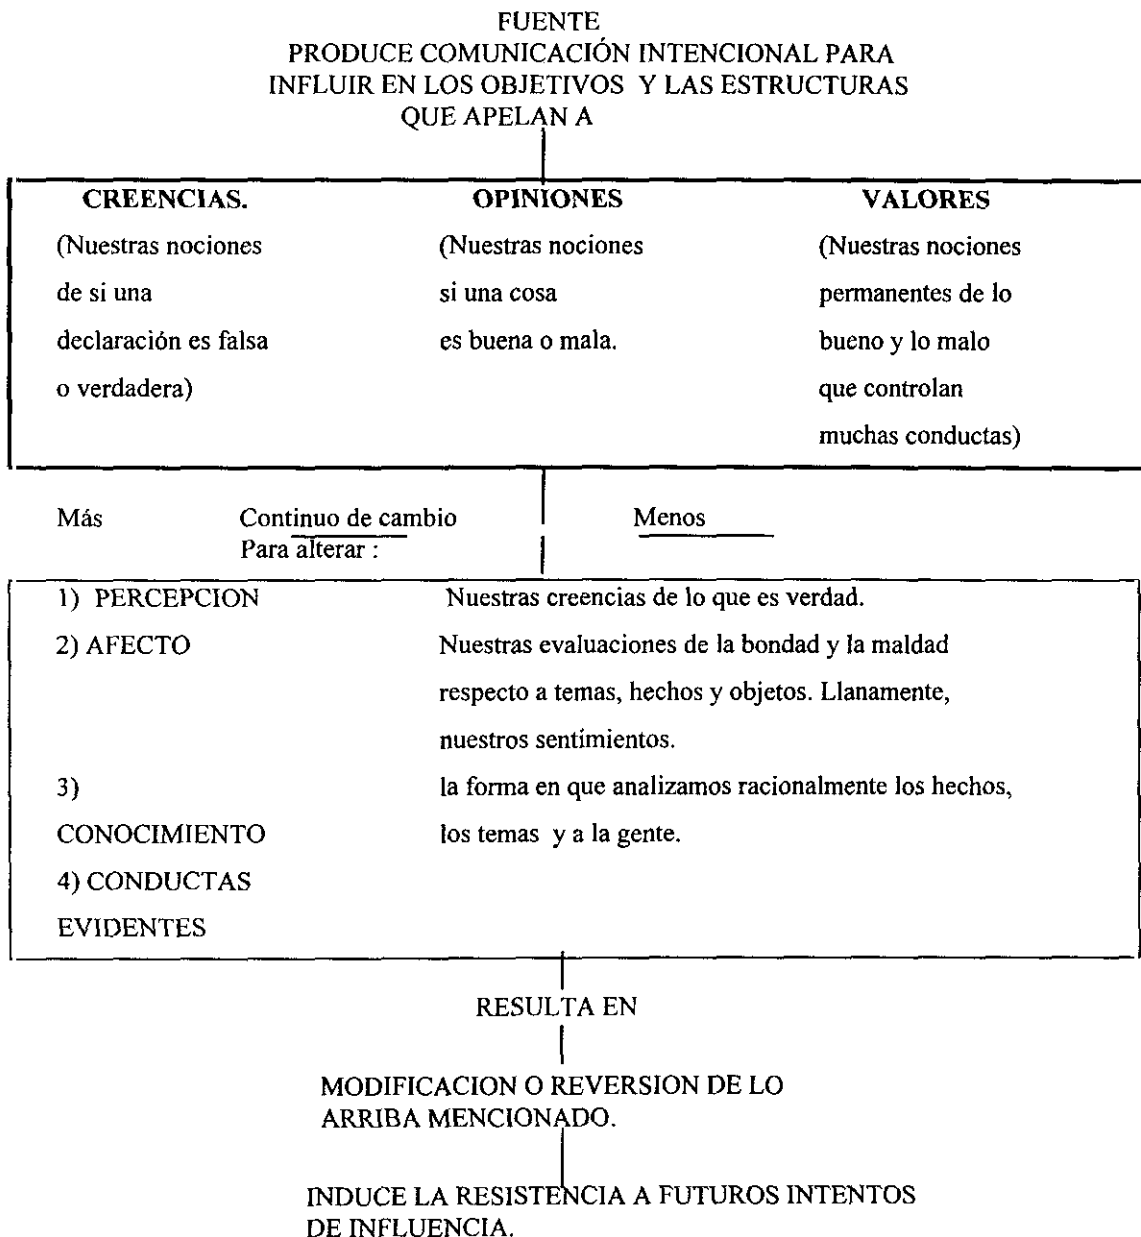 FUENTE
PRODUCE COMUNICACIÓN INTENCIONAL PARA
INFLUIR EN LOS OBJETIVOS Y LAS ESTRUCTURAS
QUE APELAN A
CREENCIAS. OPINIONES VALORES
(Nuestras nociones (Nuestras nociones (Nuestras nociones
de si una si una cosa permanentes de lo
declaración es falsa es buena o mala. bueno y lo malo
o verdadera) que controlan
muchas conductas)
Más Continuo de cambio Menos
Para alterar :
1) PERCEPCION Nuestras creencias de lo que es verdad.
2) AFECTO Nuestras evaluaciones de la bondad y la maldad
respecto a temas, hechos y objetos. Llanamente,
nuestros sentimientos.
3) la forma en que analizamos racionalmente los hechos,
CONOCIMIENTO los temas y a la gente.
4) CONDUCTAS
EVIDENTES
RESULTA EN
MODIFICACION O REVERSION DE LO
ARRIBA MENCIONADO.
INDUCE LA RESISTENCIA A FUTUROS INTENTOS
DE INFLUENCIA.